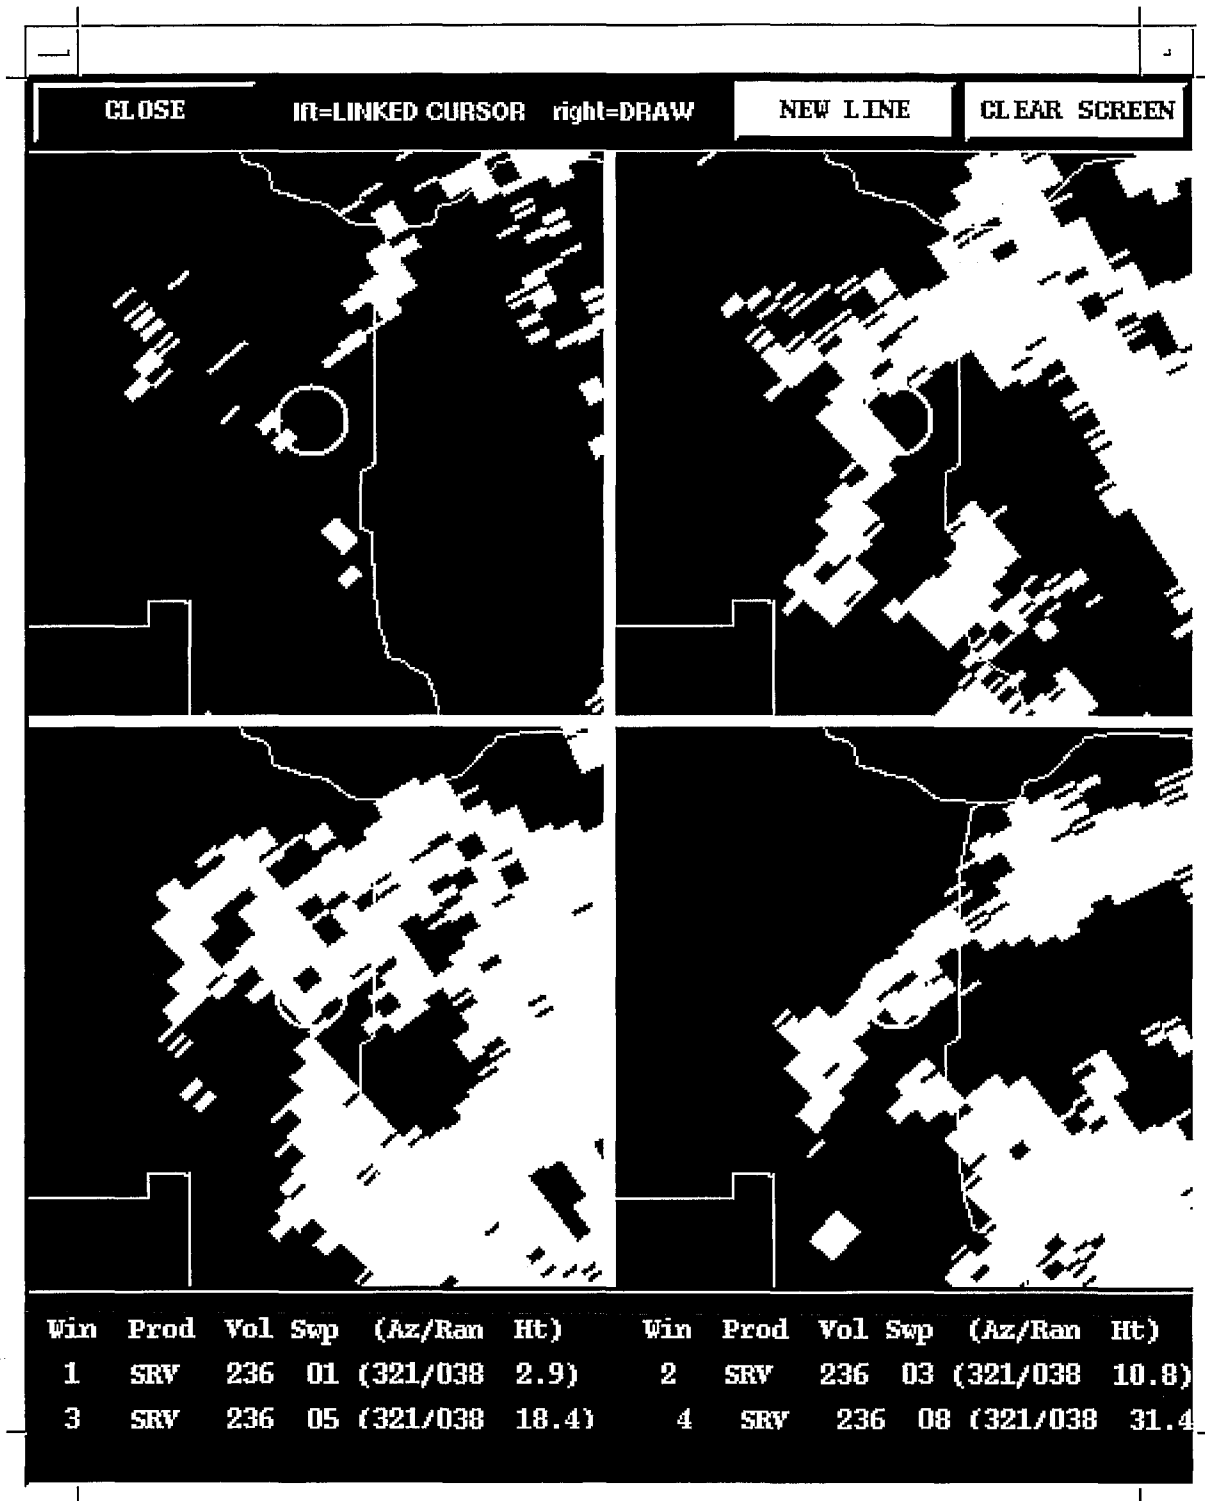 CLOSE lft=LINKED CURSOR right=DRAW NEW LINE CLEAR SCREEN
Win Prod Vol Swp (Az/Ran Ht) Win Prod Vol Swp (Az/Ran Ht)
1 SRV 236 01 (321/038 2.9) 2 SRV 236 03 (321/038 10.8)
3 SRV 236 05 (321/038 18.4) 4 SRV 236 08 (321/038 31.4